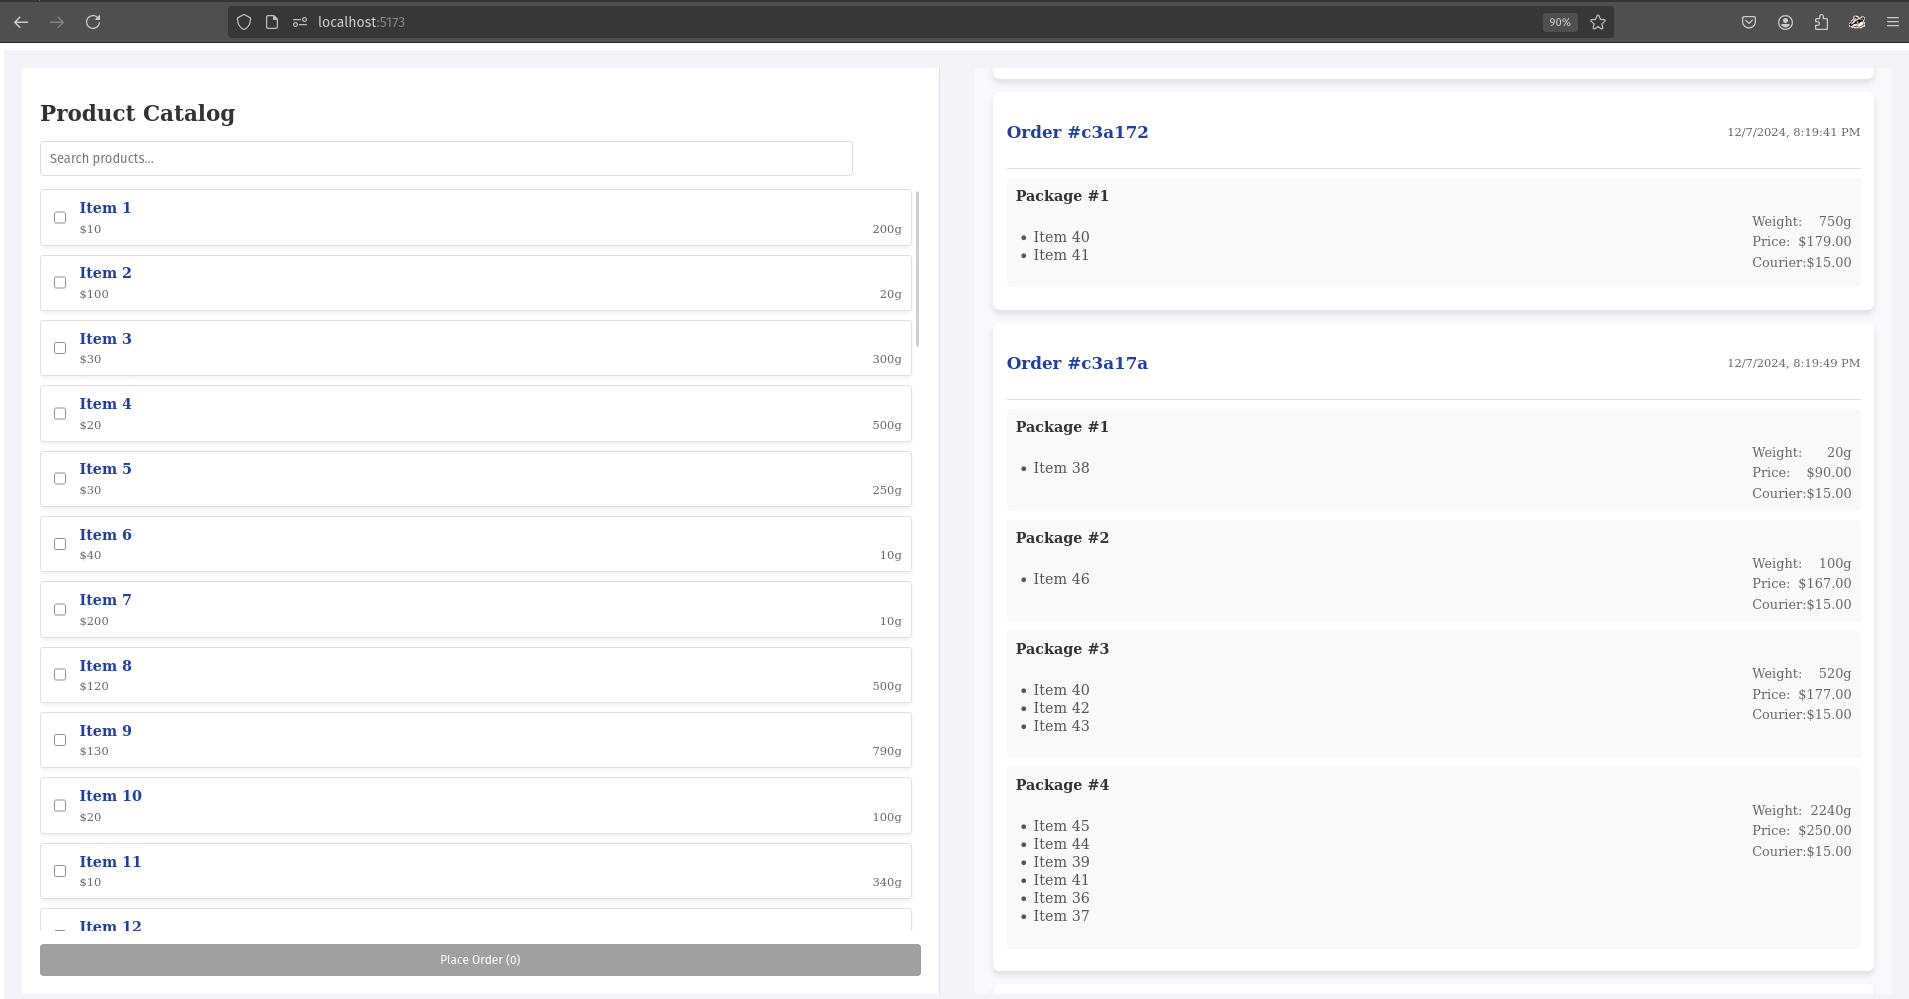 localhost:5173
90%
Product Catalog
Search products...
Item 1
$10
200g
Item 2
$100
20g
Item 3
$30
300g
Item 4
$20
500g
Item 5
$30
250g
Item 6
$40
10g
Item 7
$200
10g
Item 8
$120
500g
Item 9
$130
790g
Item 10
$20
100g
Item 11
$10
340g
Item 12
Place Order (0)
Order #c3a172
12/7/2024, 8:19:41 PM
Package #1
Item 40
Item 41
Weight: 750g
Price: $179.00
Courier:$15.00
Order #c3a17a
12/7/2024, 8:19:49 PM
Package #1
Item 38
Weight: 20g
Price: $90.00
Courier:$15.00
Package #2
Item 46
Weight: 100g
Price: $167.00
Courier:$15.00
Package #3
Item 40
Item 42
Item 43
Weight: 520g
Price: $177.00
Courier:$15.00
Package #4
Item 45
Item 44
Item 39
Item 41
Item 36
Item 37
Weight: 2240g
Price: $250.00
Courier:$15.00